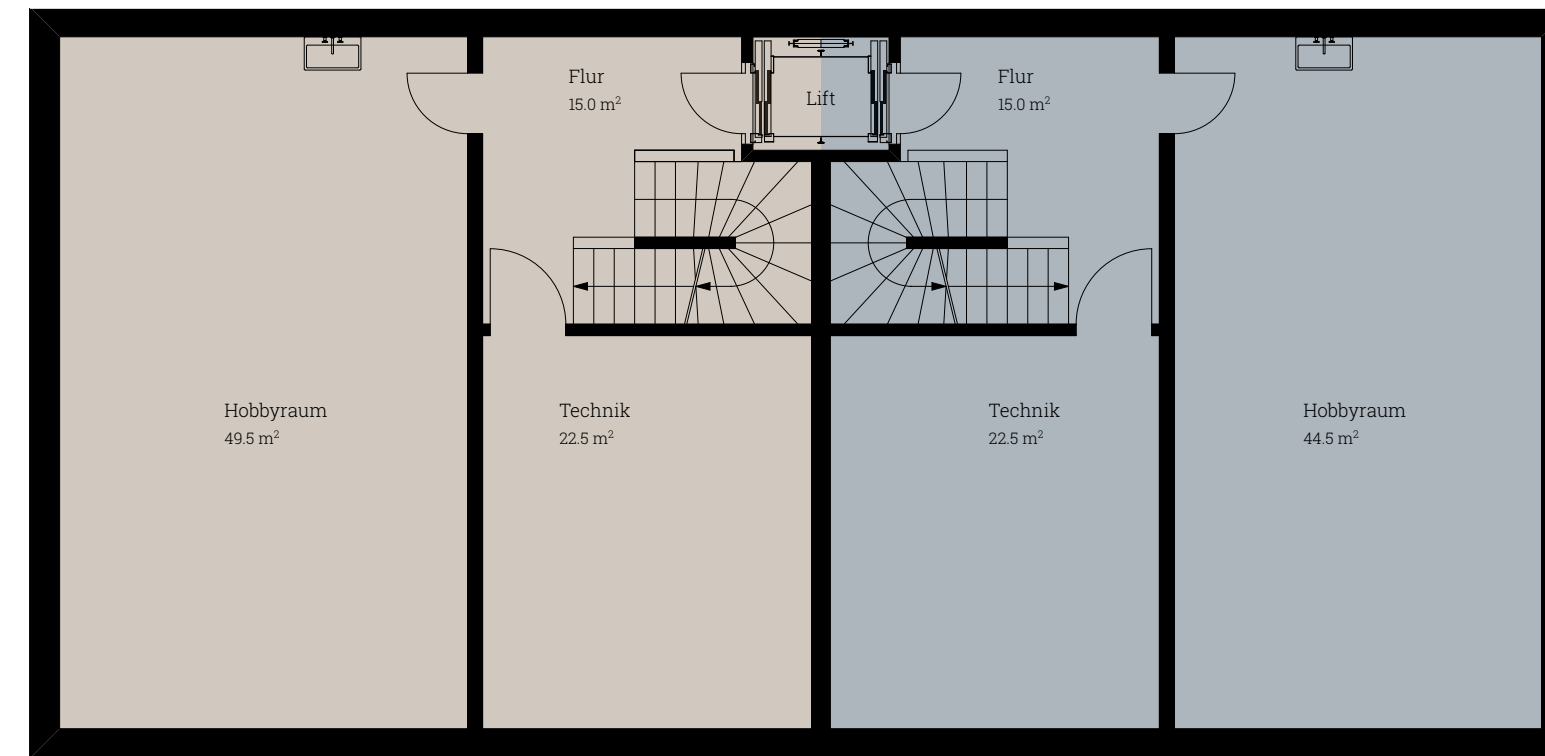 Flur
15.0 m²
Lift
Flur
15.0 m²
Hobbyraum
49.5 m²
Technik
22.5 m²
Technik
22.5 m²
Hobbyraum
44.5 m²